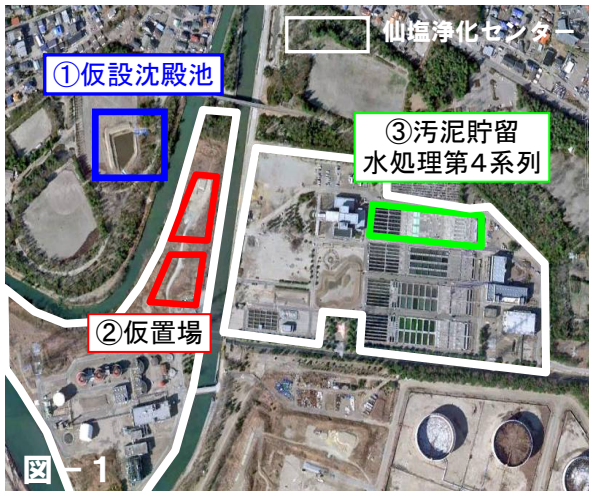 仙塩浄化センター
①仮設沈殿池
③汚泥貯留
水処理第4系列
②仮置場
図－1